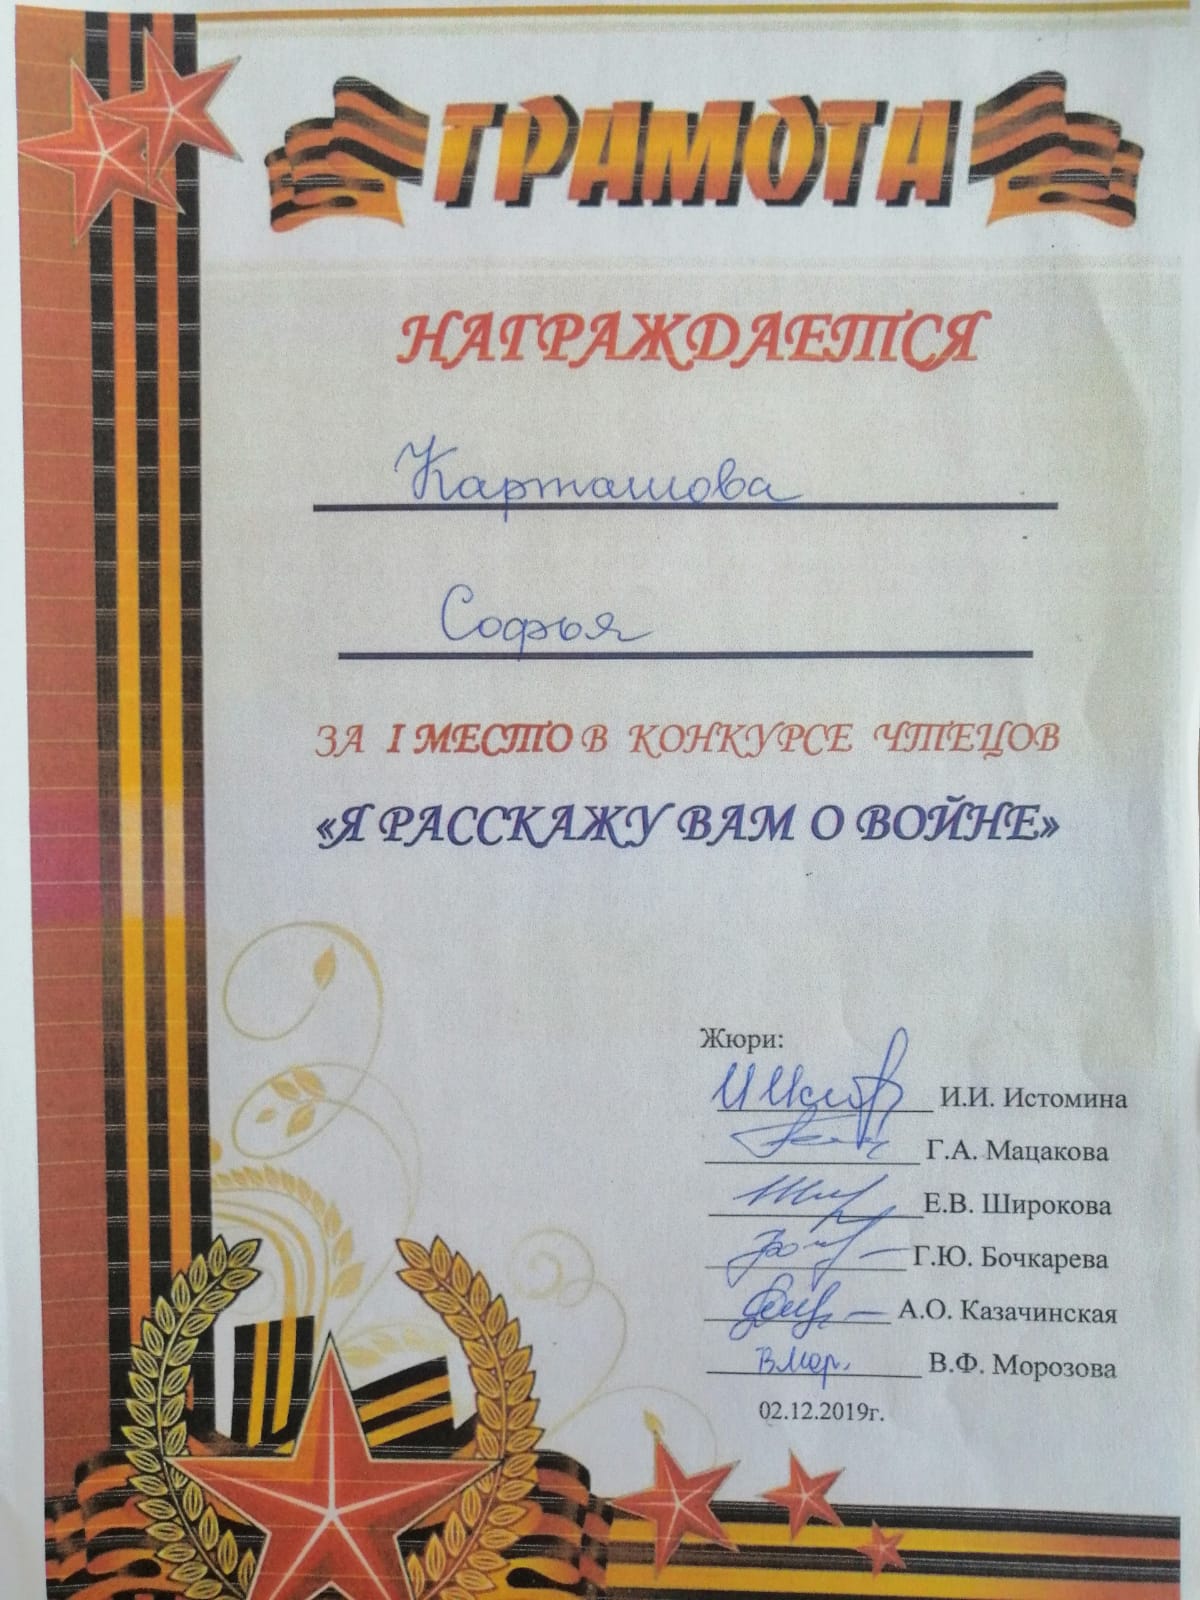 ГРАМОТА
НАГРАЖДАЕТСЯ
Карташова
Софья
ЗА I МЕСТО В КОНКУРСЕ ЧТЕЦОВ
«Я РАССКАЖУ ВАМ О ВОЙНЕ»
Жюри:
И.И. Истомина
Г.А. Мацакова
Е.В. Широкова
Г.Ю. Бочкарева
А.О. Казачинская
В.Ф. Морозова
02.12.2019г.